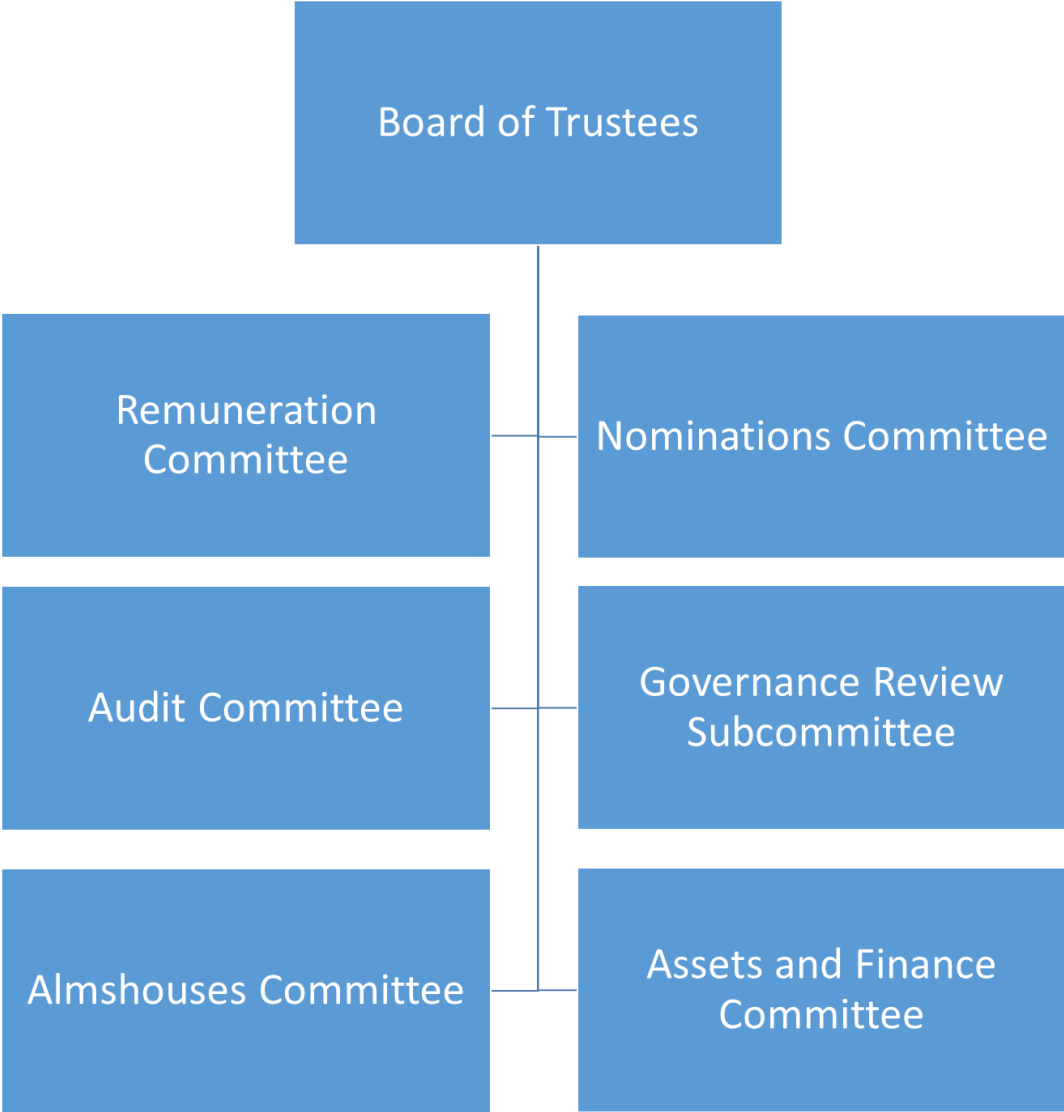 Board of Trustees
Remuneration
Committee
Nominations Committee
Audit Committee
Governance Review
Subcommittee
Almshouses Committee
Assets and Finance
Committee